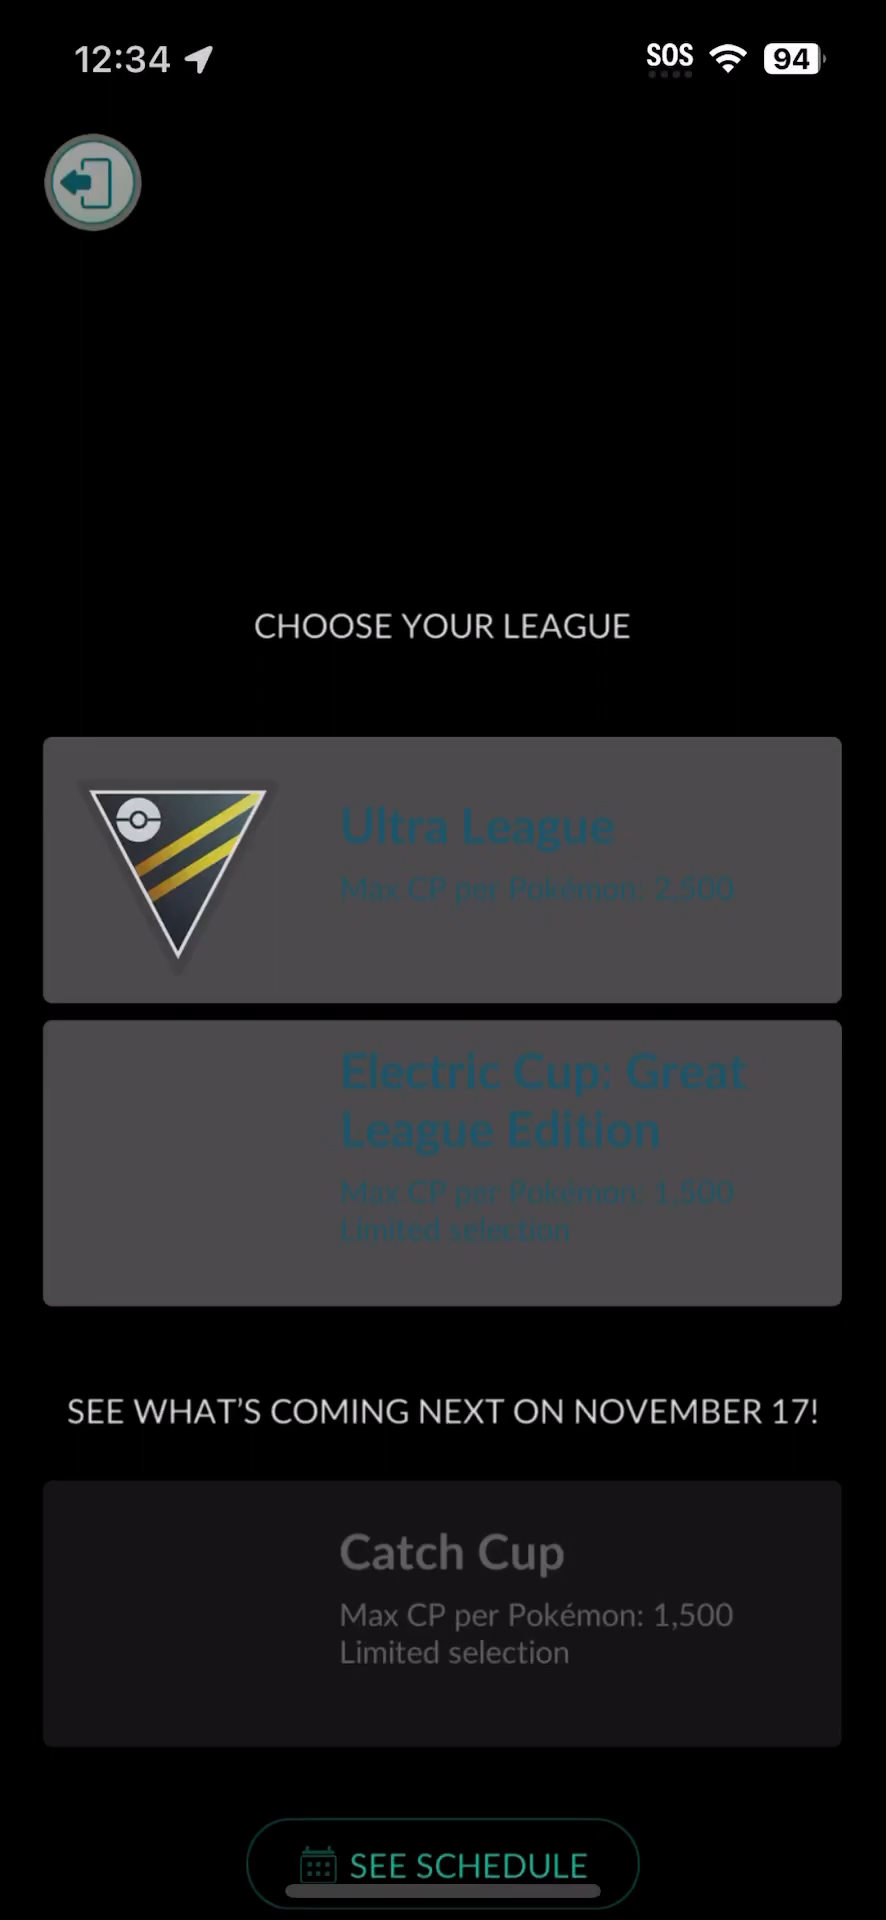 12:34
SOS
94
CHOOSE YOUR LEAGUE
Ultra League
Max CP per Pokémon: 2,500
Electric Cup: Great
League Edition
Max CP per Pokémon: 1,500
Limited selection
SEE WHAT’S COMING NEXT ON NOVEMBER 17!
Catch Cup
Max CP per Pokémon: 1,500
Limited selection
SEE SCHEDULE